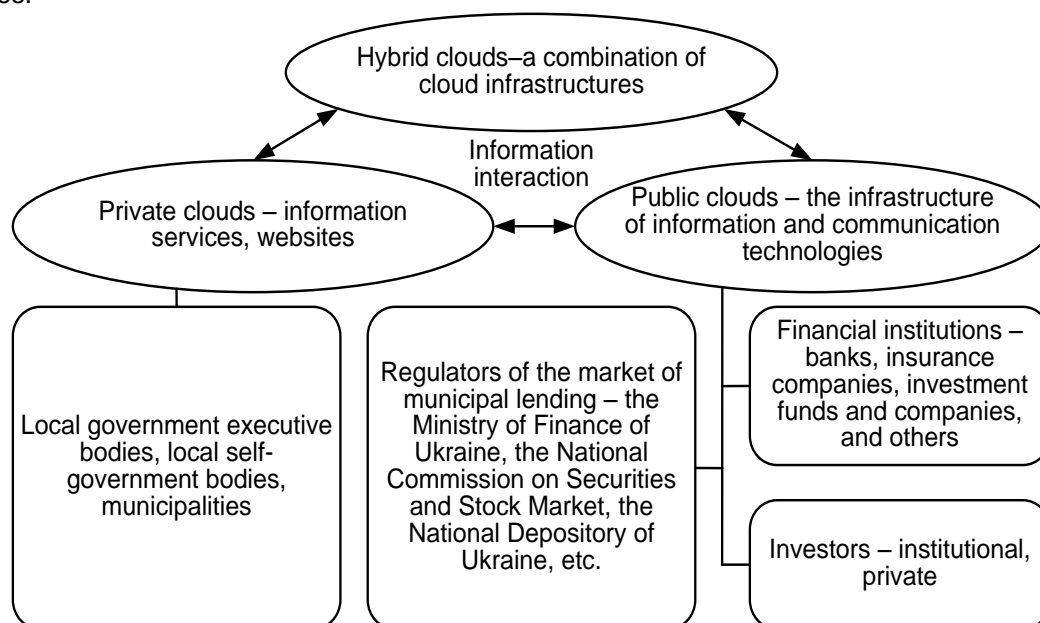 Hybrid clouds–a combination of
cloud infrastructures
Information
interaction
Private clouds – information
services, websites
Public clouds – the infrastructure
of information and communication
technologies
Local government executive
bodies, local self-
government bodies,
municipalities
Regulators of the market of
municipal lending – the
Ministry of Finance of
Ukraine, the National
Commission on Securities
and Stock Market, the
National Depository of
Ukraine, etc.
Financial institutions –
banks, insurance
companies, investment
funds and companies,
and others
Investors – institutional,
private